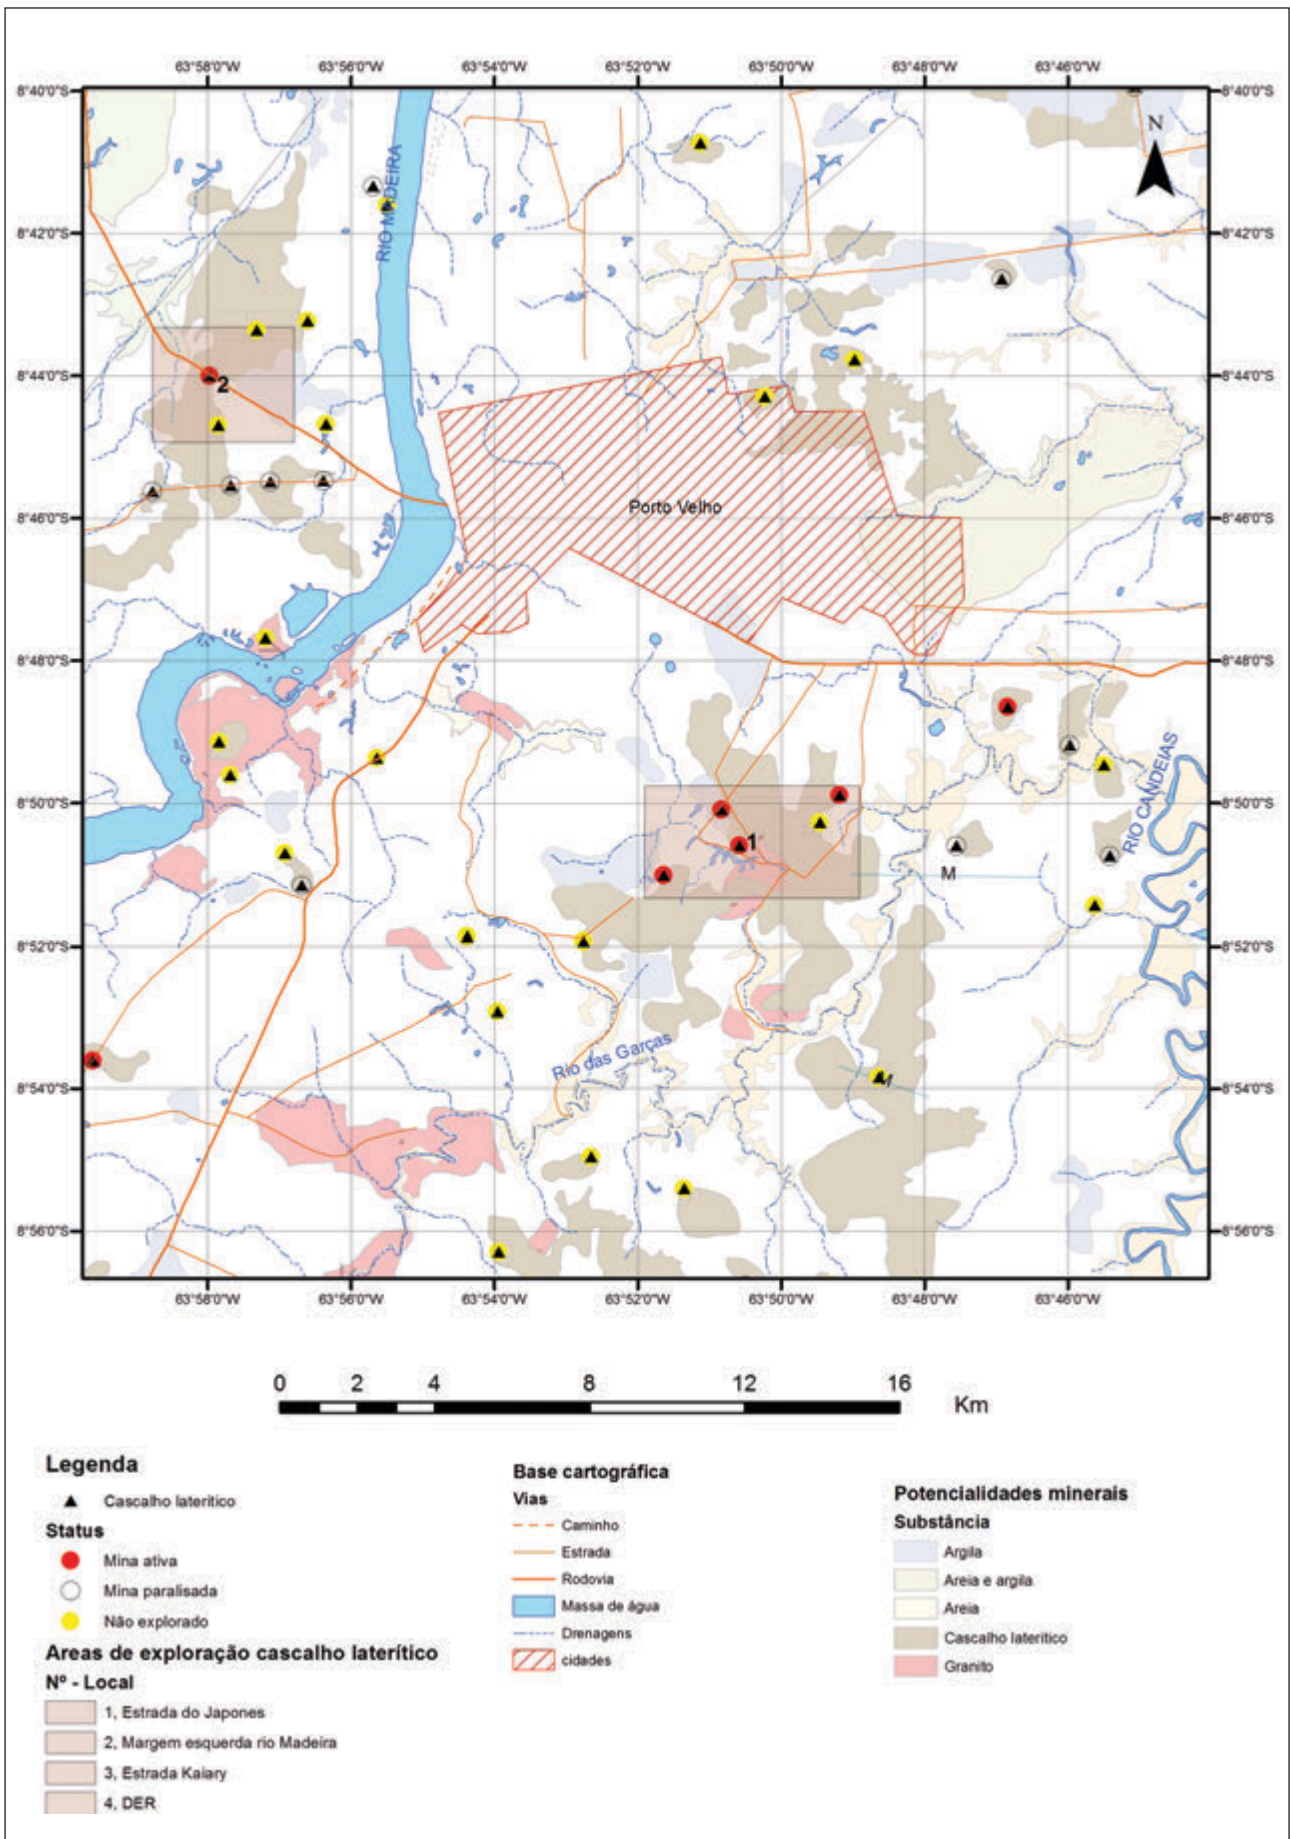 63°58'0"W 63°56'0"W 63°54'0"W 63°52'0"W 63°50'0"W 63°48'0"W 63°46'0"W
8°40'0"S 8°40'0"S
N
RIO MADEIRA
8°42'0"S 8°42'0"S
8°44'0"S 8°44'0"S
2
Porto Velho
8°46'0"S 8°46'0"S
8°48'0"S 8°48'0"S
RIO CANDEIAS
8°50'0"S 8°50'0"S
1
M
8°52'0"S 8°52'0"S
Rio das Garças
M
8°54'0"S 8°54'0"S
8°56'0"S 8°56'0"S
63°58'0"W 63°56'0"W 63°54'0"W 63°52'0"W 63°50'0"W 63°48'0"W 63°46'0"W
0 2 4 8 12 16
Km
Legenda
Cascalho laterítico
Status
Mina ativa
Mina paralisada
Não explorado
Areas de exploração cascalho laterítico
Nº - Local
1, Estrada do Japones
2, Margem esquerda rio Madeira
3, Estrada Kaiary
4, DER
Base cartográfica
Vias
Caminho
Estrada
Rodovia
Massa de água
Drenagens
cidades
Potencialidades minerais
Substância
Argila
Areia e argila
Areia
Cascalho laterítico
Granito